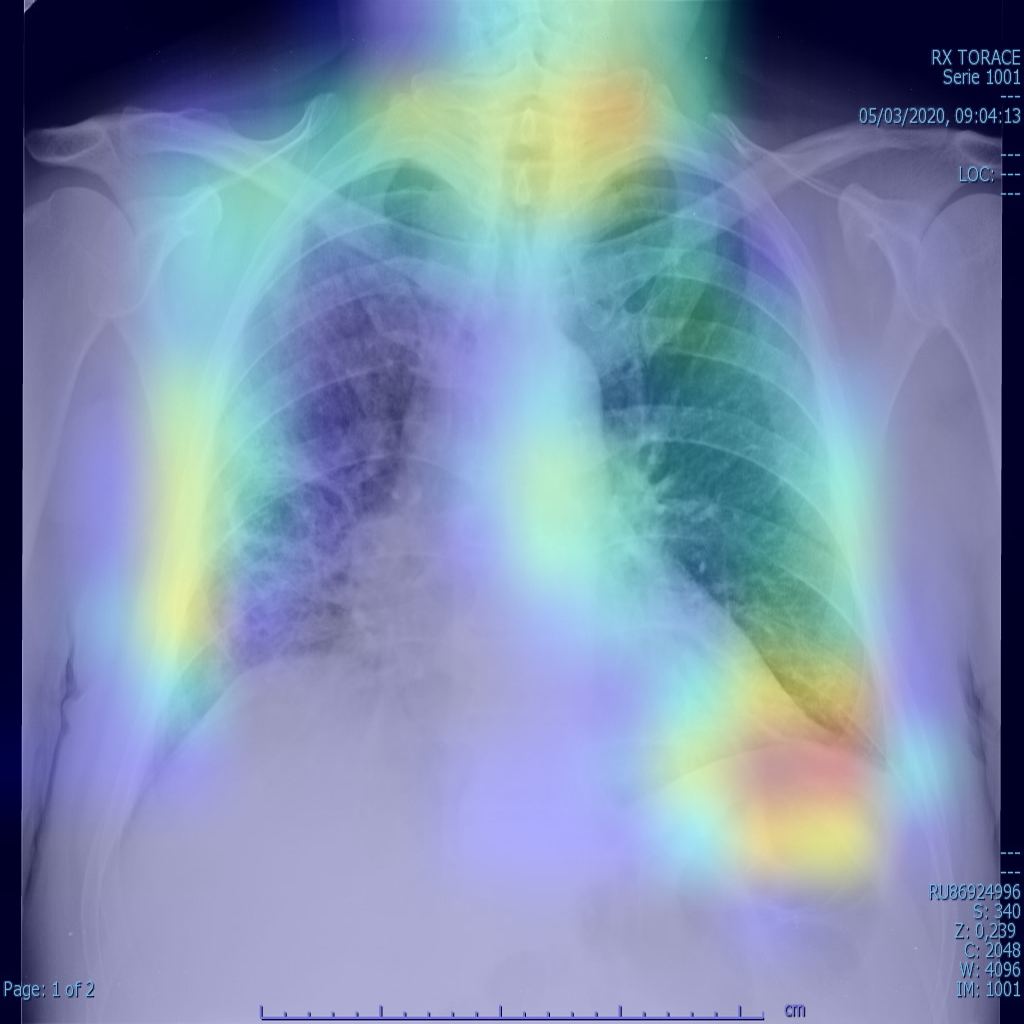 RX TORACE
Serie 1001
---
05/03/2020, 09:04:13
---
LOC: ---
---
---
---
RU86924996
S: 340
Z: 0,239
C: 2048
W: 4096
IM: 1001
Page: 1 of 2
cm